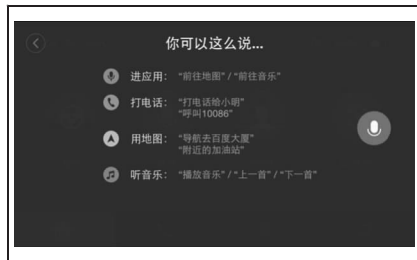 你可以这么说...
进应用： “前往地图” / “前往音乐”
打电话： “打电话给小明”
“呼叫10086”
用地图： “导航去百度大厦”
“附近的加油站”
听音乐： “播放音乐” / “上一首” / “下一首”